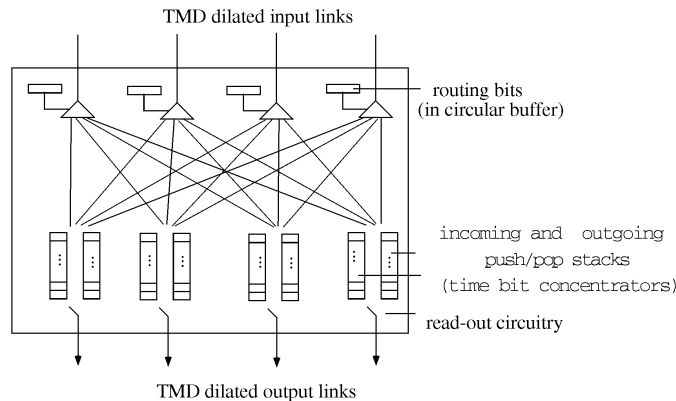 TMD dilated input links
routing bits
(in circular buffer)
incoming and outgoing
push/pop stacks
(time bit concentrators)
read-out circuitry
TMD dilated output links